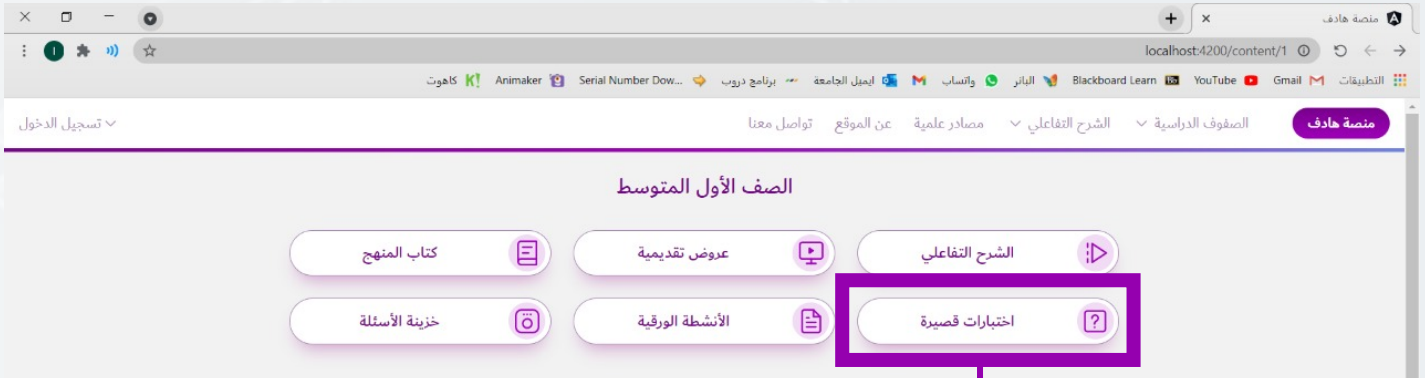 منصة هادف
localhost:4200/content/1
التطبيقات Gmail YouTube Blackboard Learn البانر واتساب ايميل الجامعة برنامج دروب Serial Number Dow... Animaker كاهوت
منصة هادف الصفوف الدراسية الشرح التفاعلي مصادر علمية عن الموقع تواصل معنا تسجيل الدخول
الصف الأول المتوسط
الشرح التفاعلي عروض تقديمية كتاب المنهج
اختبارات قصيرة الأنشطة الورقية خزينة الأسئلة